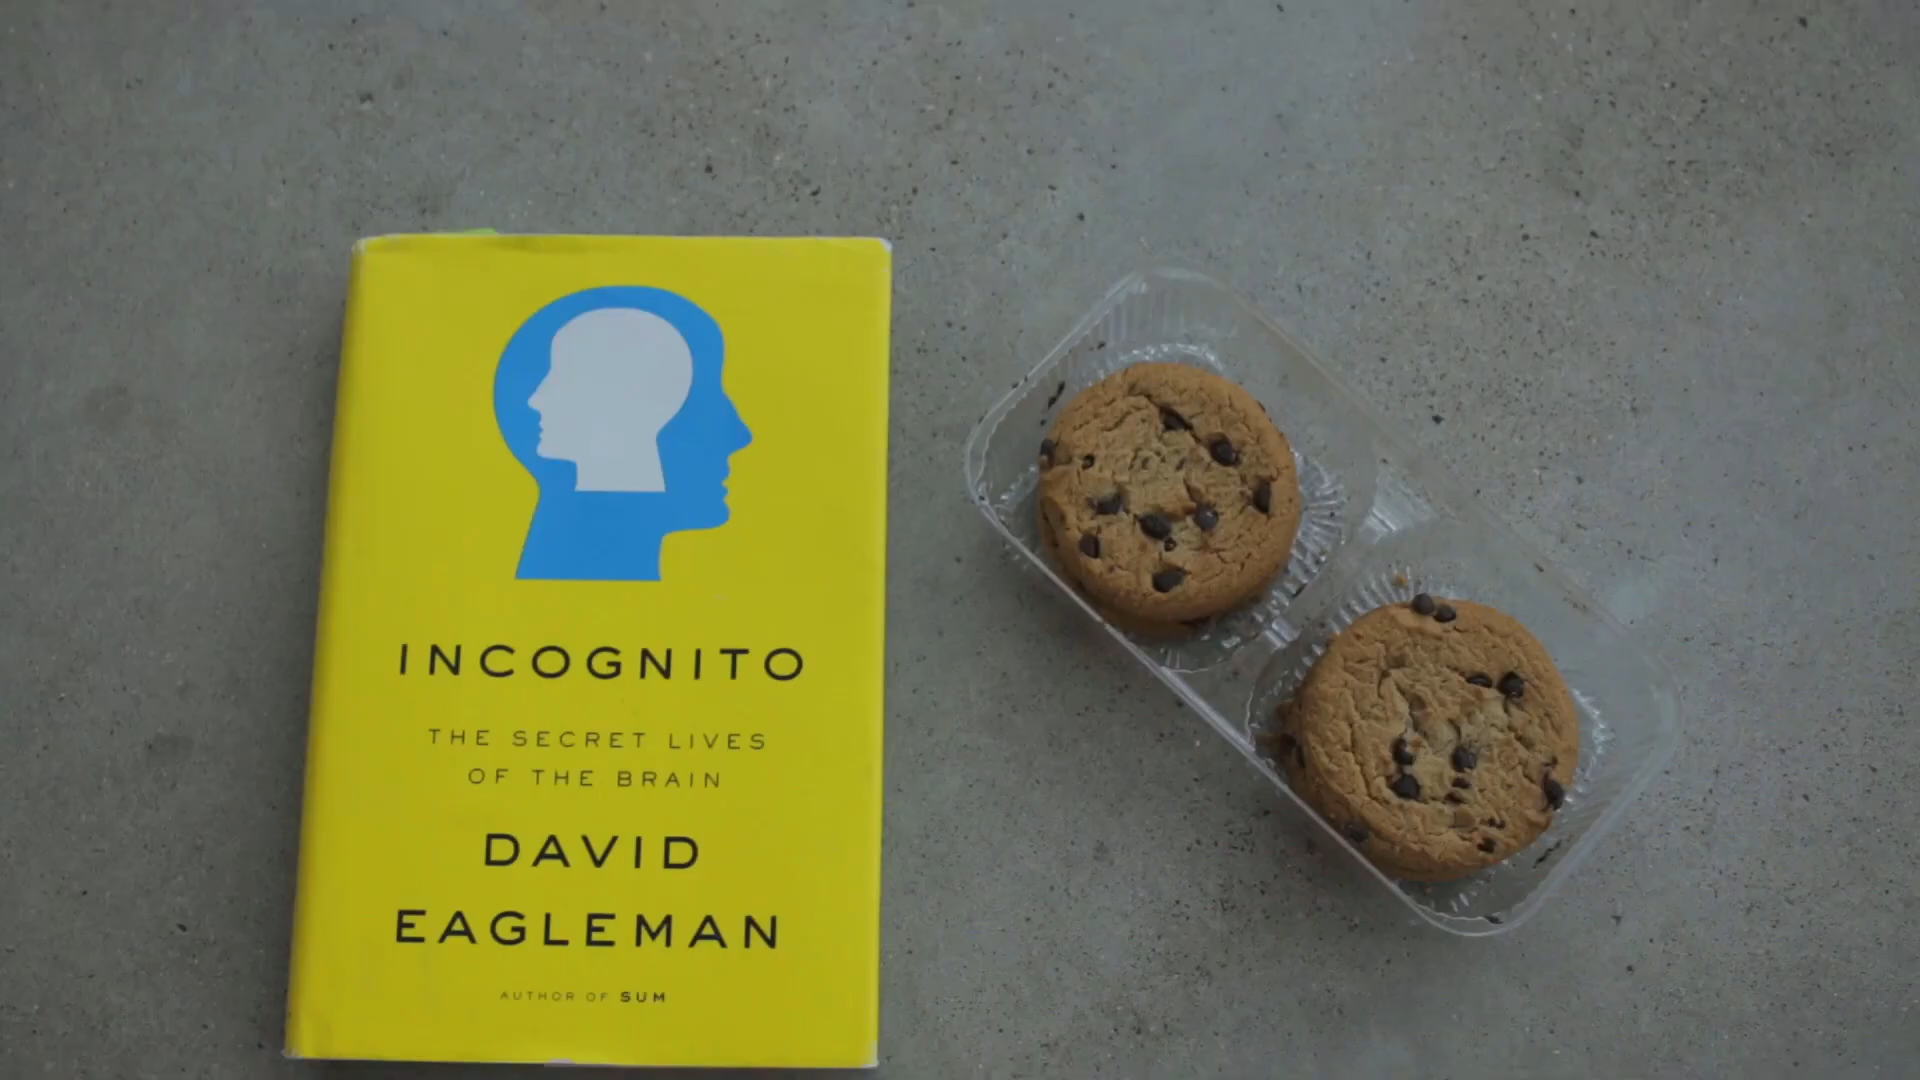 INCOGNITO
THE SECRET LIVES
OF THE BRAIN
DAVID
EAGLEMAN
AUTHOR OF SUM